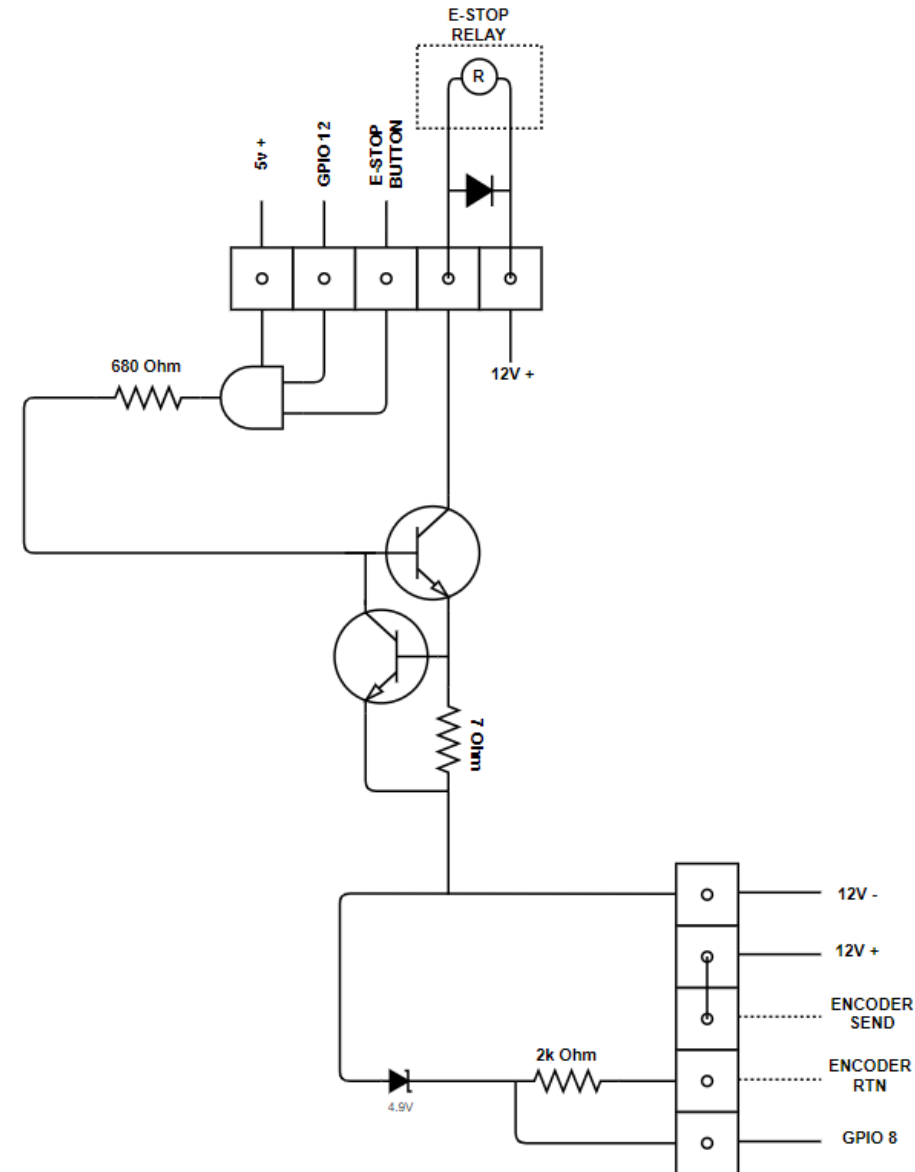 E-STOP
RELAY
R
5v +
GPIO 12
E-STOP
BUTTON
680 Ohm
12V +
7 Ohm
12V -
12V +
ENCODER
SEND
2k Ohm
ENCODER
RTN
4.9V
GPIO 8